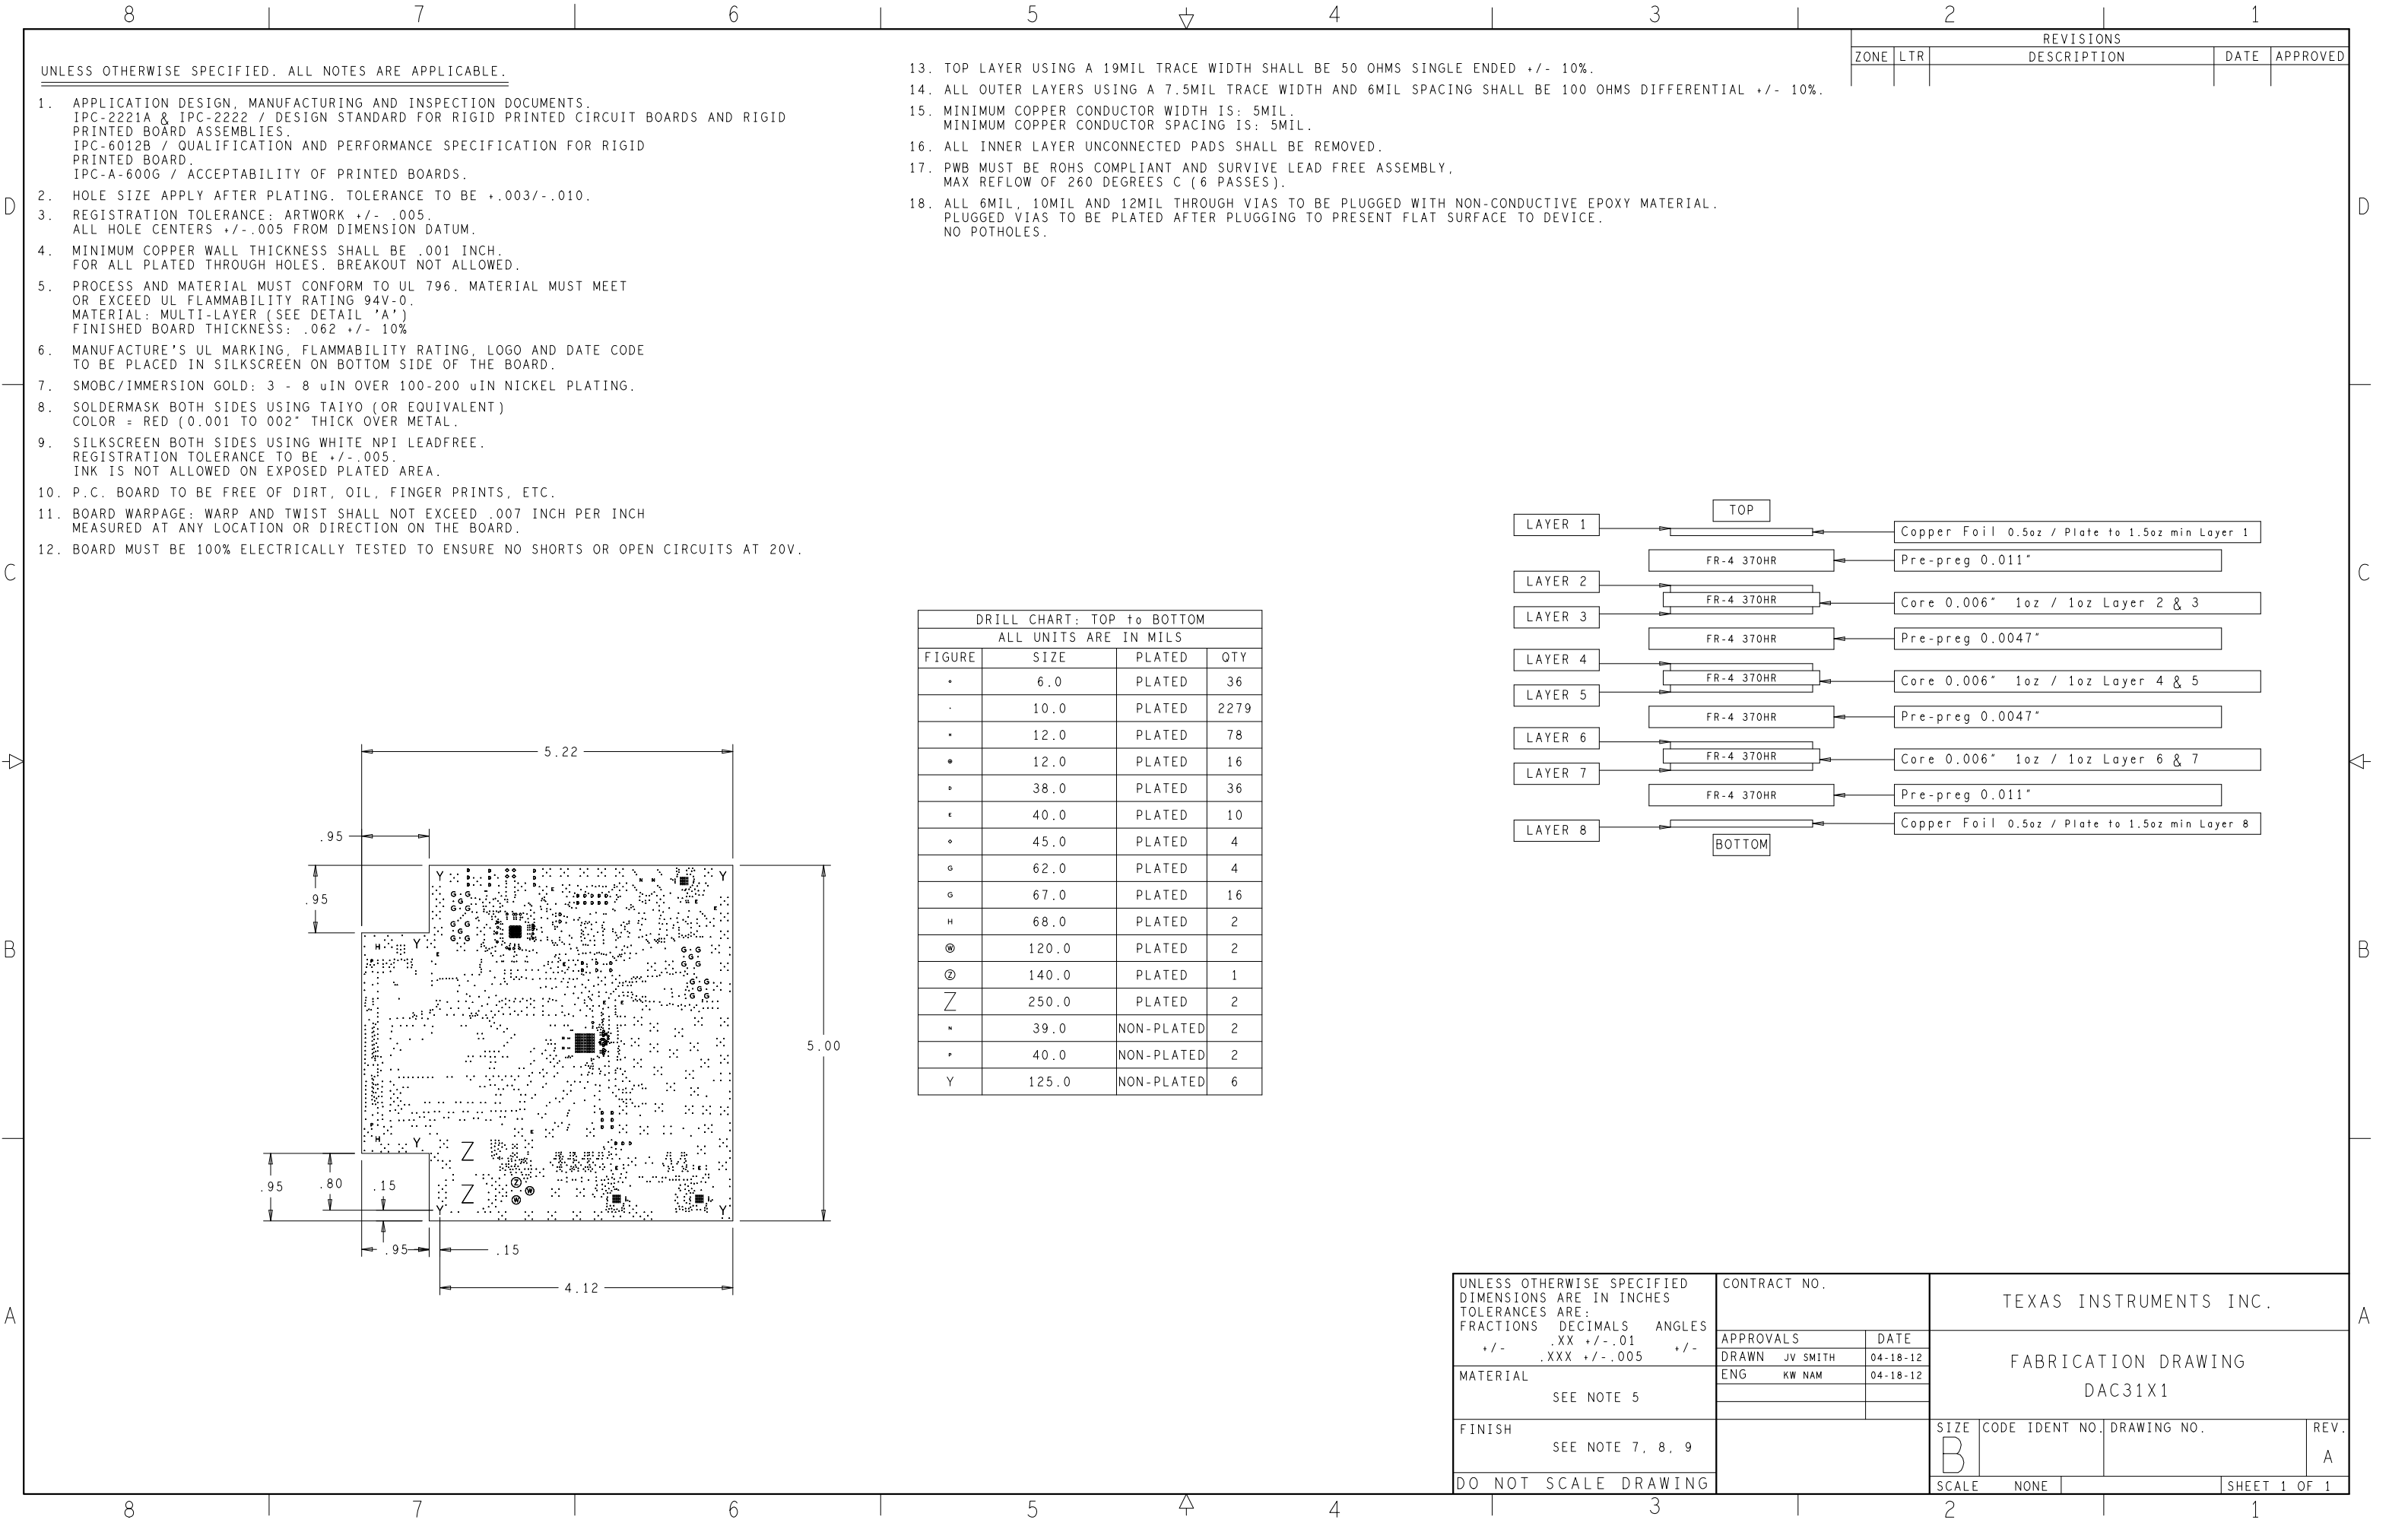 8 7 6 5 4 3 2 1
REVISIONS
ZONE LTR DESCRIPTION DATE APPROVED
UNLESS OTHERWISE SPECIFIED. ALL NOTES ARE APPLICABLE.
1. APPLICATION DESIGN, MANUFACTURING AND INSPECTION DOCUMENTS.
IPC-2221A & IPC-2222 / DESIGN STANDARD FOR RIGID PRINTED CIRCUIT BOARDS AND RIGID
PRINTED BOARD ASSEMBLIES.
IPC-6012B / QUALIFICATION AND PERFORMANCE SPECIFICATION FOR RIGID
PRINTED BOARD.
IPC-A-600G / ACCEPTABILITY OF PRINTED BOARDS.
2. HOLE SIZE APPLY AFTER PLATING. TOLERANCE TO BE +.003/-.010.
3. REGISTRATION TOLERANCE: ARTWORK +/- .005.
ALL HOLE CENTERS +/-.005 FROM DIMENSION DATUM.
4. MINIMUM COPPER WALL THICKNESS SHALL BE .001 INCH.
FOR ALL PLATED THROUGH HOLES. BREAKOUT NOT ALLOWED.
5. PROCESS AND MATERIAL MUST CONFORM TO UL 796. MATERIAL MUST MEET
OR EXCEED UL FLAMMABILITY RATING 94V-0.
MATERIAL: MULTI-LAYER (SEE DETAIL 'A')
FINISHED BOARD THICKNESS: .062 +/- 10%
6. MANUFACTURE'S UL MARKING, FLAMMABILITY RATING, LOGO AND DATE CODE
TO BE PLACED IN SILKSCREEN ON BOTTOM SIDE OF THE BOARD.
7. SMOBC/IMMERSION GOLD: 3 - 8 uIN OVER 100-200 uIN NICKEL PLATING.
8. SOLDERMASK BOTH SIDES USING TAIYO (OR EQUIVALENT)
COLOR = RED (0.001 TO 002" THICK OVER METAL.
9. SILKSCREEN BOTH SIDES USING WHITE NPI LEADFREE.
REGISTRATION TOLERANCE TO BE +/-.005.
INK IS NOT ALLOWED ON EXPOSED PLATED AREA.
10. P.C. BOARD TO BE FREE OF DIRT, OIL, FINGER PRINTS, ETC.
11. BOARD WARPAGE: WARP AND TWIST SHALL NOT EXCEED .007 INCH PER INCH
MEASURED AT ANY LOCATION OR DIRECTION ON THE BOARD.
12. BOARD MUST BE 100% ELECTRICALLY TESTED TO ENSURE NO SHORTS OR OPEN CIRCUITS AT 20V.
13. TOP LAYER USING A 19MIL TRACE WIDTH SHALL BE 50 OHMS SINGLE ENDED +/- 10%.
14. ALL OUTER LAYERS USING A 7.5MIL TRACE WIDTH AND 6MIL SPACING SHALL BE 100 OHMS DIFFERENTIAL +/- 10%.
15. MINIMUM COPPER CONDUCTOR WIDTH IS: 5MIL.
MINIMUM COPPER CONDUCTOR SPACING IS: 5MIL.
16. ALL INNER LAYER UNCONNECTED PADS SHALL BE REMOVED.
17. PWB MUST BE ROHS COMPLIANT AND SURVIVE LEAD FREE ASSEMBLY,
MAX REFLOW OF 260 DEGREES C (6 PASSES).
18. ALL 6MIL, 10MIL AND 12MIL THROUGH VIAS TO BE PLUGGED WITH NON-CONDUCTIVE EPOXY MATERIAL.
PLUGGED VIAS TO BE PLATED AFTER PLUGGING TO PRESENT FLAT SURFACE TO DEVICE.
NO POTHOLES.
D D
C C
B B
A A
TOP
LAYER 1 Copper Foil 0.5oz / Plate to 1.5oz min Layer 1
FR-4 370HR Pre-preg 0.011"
LAYER 2
FR-4 370HR Core 0.006" 1oz / 1oz Layer 2 & 3
LAYER 3
FR-4 370HR Pre-preg 0.0047"
LAYER 4
FR-4 370HR Core 0.006" 1oz / 1oz Layer 4 & 5
LAYER 5
FR-4 370HR Pre-preg 0.0047"
LAYER 6
FR-4 370HR Core 0.006" 1oz / 1oz Layer 6 & 7
LAYER 7
FR-4 370HR Pre-preg 0.011"
LAYER 8 Copper Foil 0.5oz / Plate to 1.5oz min Layer 8
BOTTOM
DRILL CHART: TOP to BOTTOM
ALL UNITS ARE IN MILS
FIGURE SIZE PLATED QTY
6.0 PLATED 36
10.0 PLATED 2279
12.0 PLATED 78
12.0 PLATED 16
38.0 PLATED 36
E 40.0 PLATED 10
45.0 PLATED 4
G 62.0 PLATED 4
G 67.0 PLATED 16
H 68.0 PLATED 2
W 120.0 PLATED 2
Z 140.0 PLATED 1
Z 250.0 PLATED 2
N 39.0 NON-PLATED 2
P 40.0 NON-PLATED 2
Y 125.0 NON-PLATED 6
5.22
.95
.95
5.00
.95 .80 .15
.95 .15
4.12
UNLESS OTHERWISE SPECIFIED
DIMENSIONS ARE IN INCHES
TOLERANCES ARE:
FRACTIONS DECIMALS ANGLES
+/- .XX +/-.01 +/-
.XXX +/-.005
MATERIAL
SEE NOTE 5
FINISH
SEE NOTE 7, 8, 9
DO NOT SCALE DRAWING
CONTRACT NO.
APPROVALS DATE
DRAWN JV SMITH 04-18-12
ENG KW NAM 04-18-12
TEXAS INSTRUMENTS INC.
FABRICATION DRAWING
DAC31X1
SIZE CODE IDENT NO. DRAWING NO. REV.
B A
SCALE NONE SHEET 1 OF 1
8 7 6 5 4 3 2 1